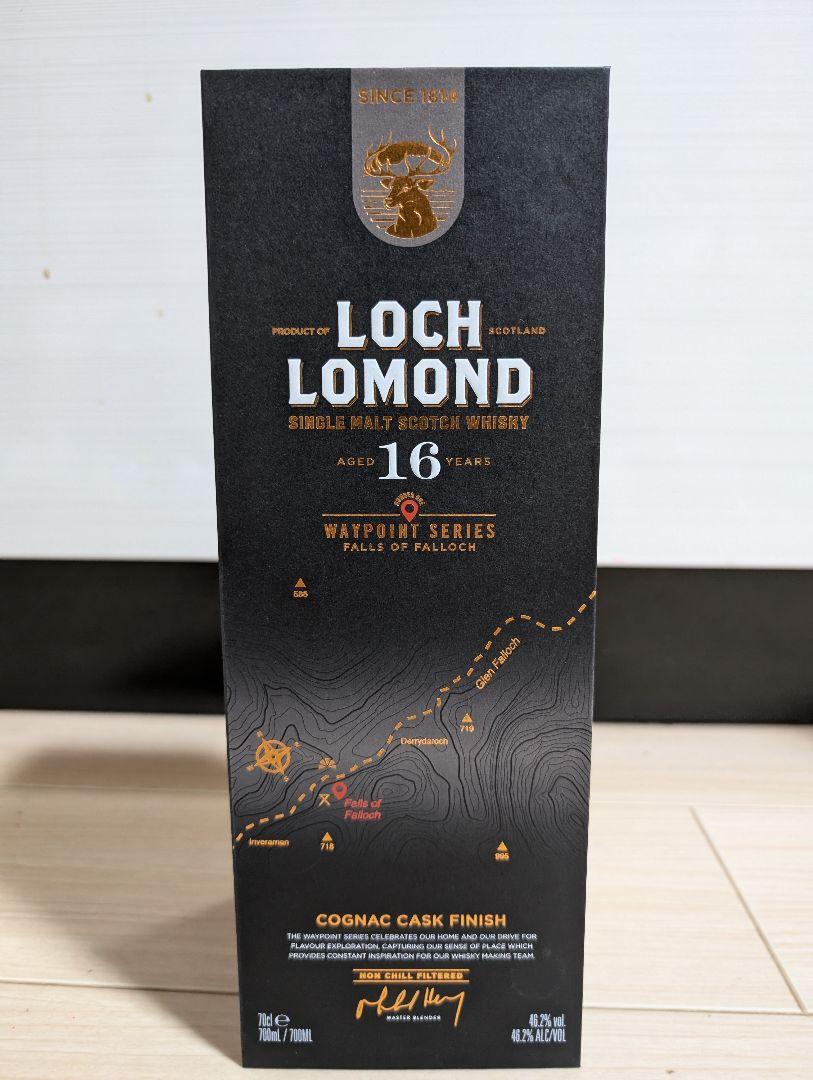 SINCE 1814
PRODUCT OF LOCH SCOTLAND
LOMOND
SINGLE MALT SCOTCH WHISKY
AGED 16 YEARS
WAYPOINT SERIES
FALLS OF FALLOCH
586
Glen Falloch
719
Derrydaroch
Falls of
Falloch
Inverarnan
718
995
COGNAC CASK FINISH
THE WAYPOINT SERIES CELEBRATES OUR HOME AND OUR DRIVE FOR
FLAVOUR EXPLORATION, CAPTURING OUR SENSE OF PLACE WHICH
PROVIDES CONSTANT INSPIRATION FOR OUR WHISKY MAKING TEAM.
NON CHILL FILTERED
MASTER BLENDER
70cl e 46.2% vol.
700mL / 700ML 46.2% ALC/VOL